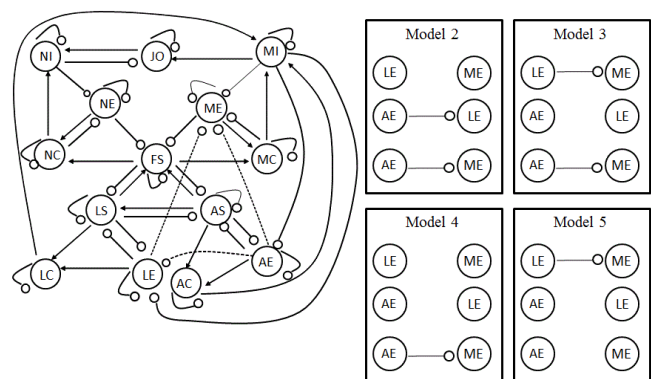 NI JO MI
NE ME
NC FS MC
LS AS
LC LE AC AE
Model 2
LE ME
AE LE
AE ME
Model 3
LE ME
AE LE
AE ME
Model 4
LE ME
AE LE
AE ME
Model 5
LE ME
AE LE
AE ME